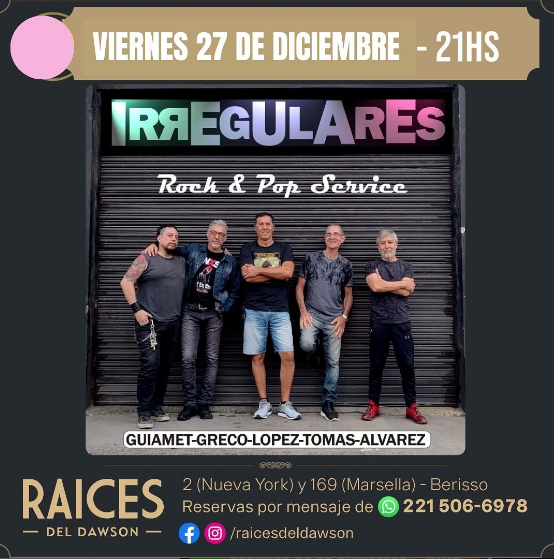 VIERNES 27 DE DICIEMBRE - 21HS
IRREGULARES
Rock & Pop Service
GUIAMET-GRECO-LOPEZ-TOMAS-ALVAREZ
RAICES
DEL DAWSON
2 (Nueva York) y 169 (Marsella) - Berisso
Reservas por mensaje de 221 506-6978
/raicesdeldawson